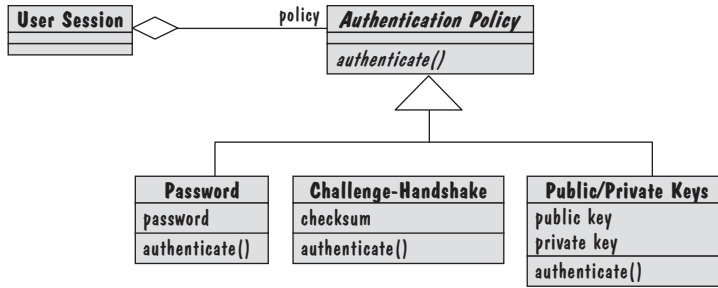 User Session
policy
Authentication Policy
authenticate()
Password
password
authenticate()
Challenge-Handshake
checksum
authenticate()
Public/Private Keys
public key
private key
authenticate()